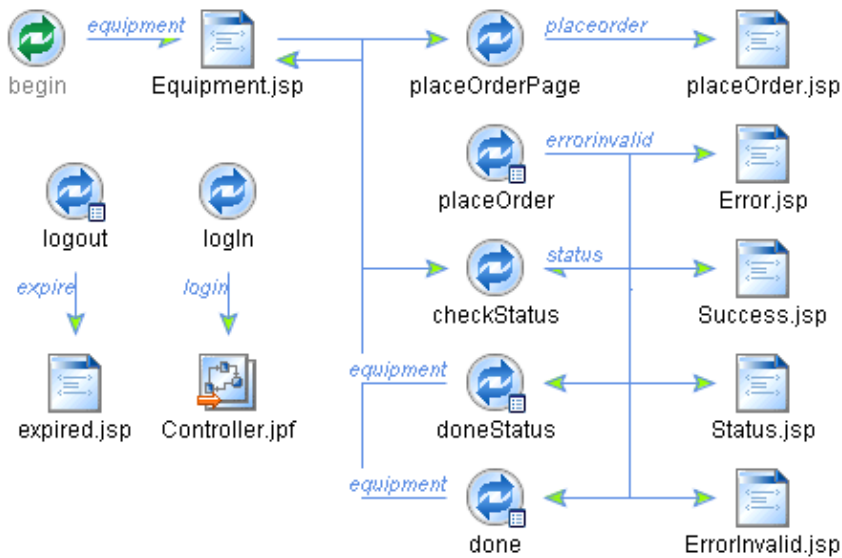 equipment
placeorder
begin
Equipment.jsp
placeOrderPage
placeOrder.jsp
errorinvalid
placeOrder
Error.jsp
logout
logIn
expire
login
status
checkStatus
Success.jsp
equipment
expired.jsp
Controller.jpf
doneStatus
Status.jsp
equipment
done
ErrorInvalid.jsp